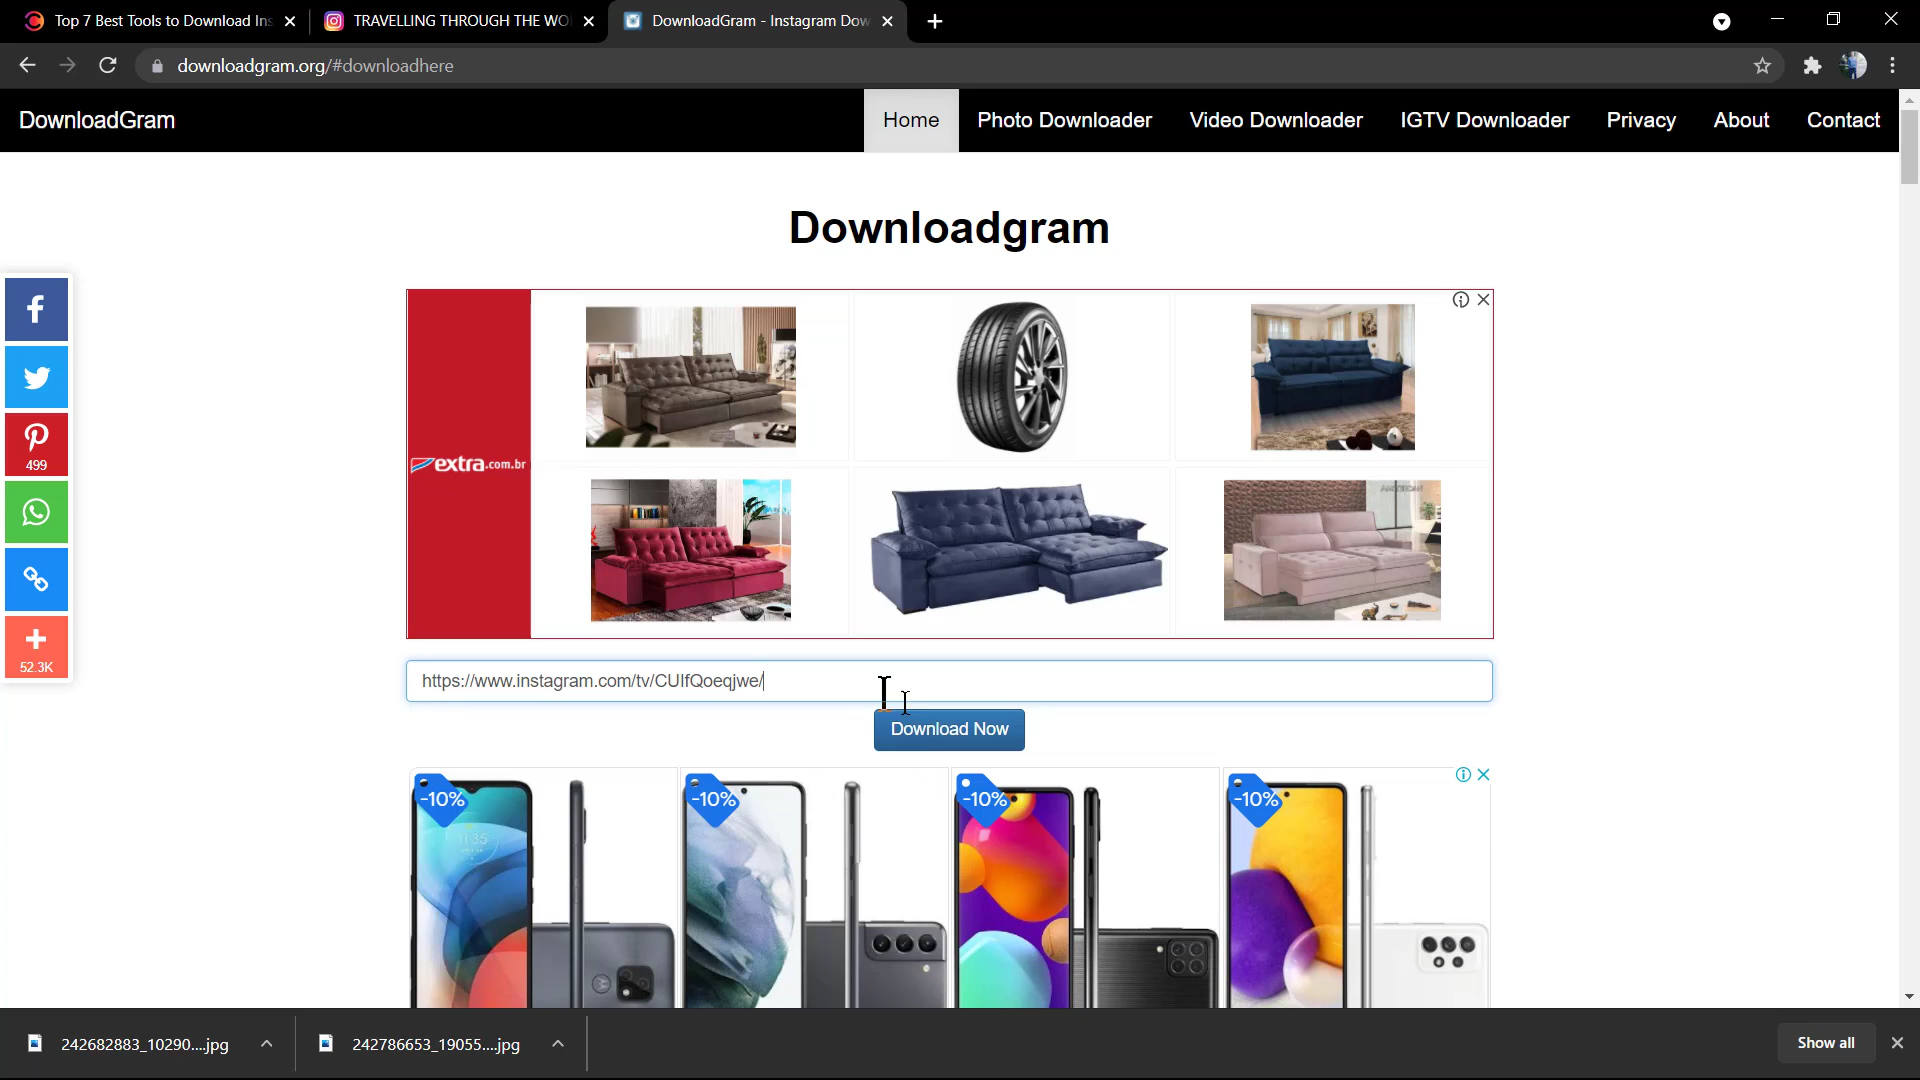 Top 7 Best Tools to Download Ins
TRAVELLING THROUGH THE WO
DownloadGram - Instagram Dow
downloadgram.org/#downloadhere
DownloadGram
Home
Photo Downloader
Video Downloader
IGTV Downloader
Privacy
About
Contact
Downloadgram
499
52.3K
extra.com.br
https://www.instagram.com/tv/CUIfQoeqjwe/
Download Now
-10%
-10%
-10%
-10%
11:35
242682883_10290....jpg
242786653_19055....jpg
Show all